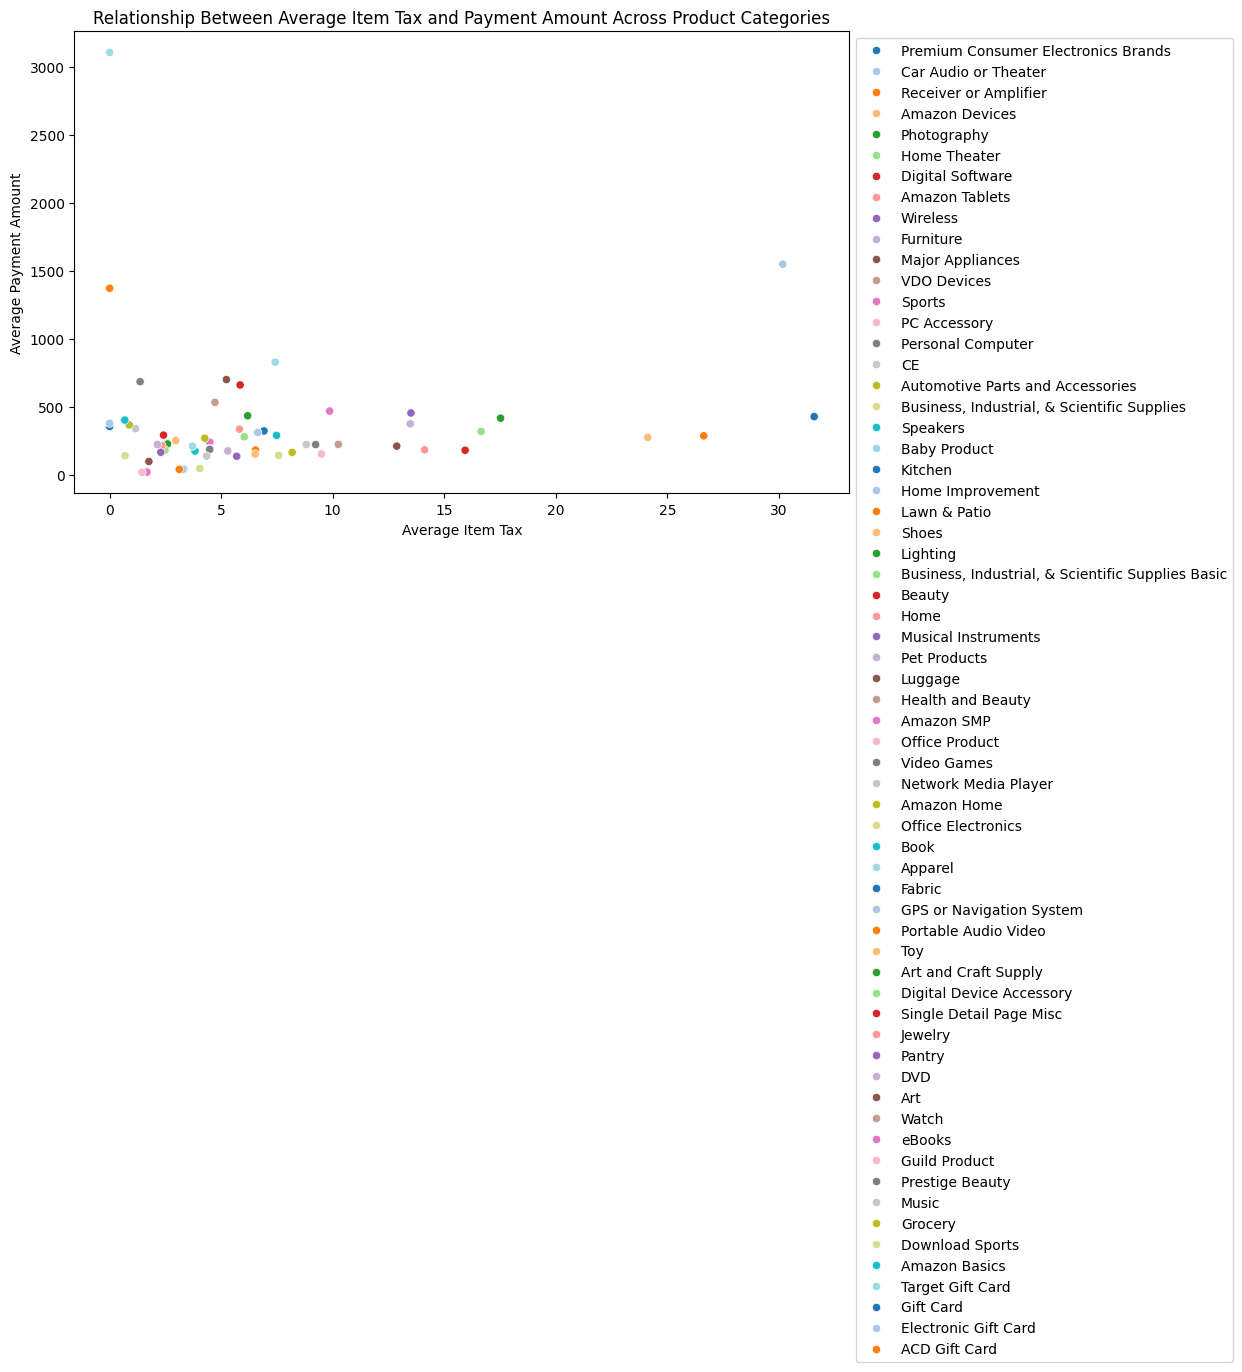 Relationship Between Average Item Tax and Payment Amount Across Product Categories
3000
2500
2000
1500
1000
500
0
Average Payment Amount
0 5 10 15 20 25 30
Average Item Tax
Premium Consumer Electronics Brands
Car Audio or Theater
Receiver or Amplifier
Amazon Devices
Photography
Home Theater
Digital Software
Amazon Tablets
Wireless
Furniture
Major Appliances
VDO Devices
Sports
PC Accessory
Personal Computer
CE
Automotive Parts and Accessories
Business, Industrial, & Scientific Supplies
Speakers
Baby Product
Kitchen
Home Improvement
Lawn & Patio
Shoes
Lighting
Business, Industrial, & Scientific Supplies Basic
Beauty
Home
Musical Instruments
Pet Products
Luggage
Health and Beauty
Amazon SMP
Office Product
Video Games
Network Media Player
Amazon Home
Office Electronics
Book
Apparel
Fabric
GPS or Navigation System
Portable Audio Video
Toy
Art and Craft Supply
Digital Device Accessory
Single Detail Page Misc
Jewelry
Pantry
DVD
Art
Watch
eBooks
Guild Product
Prestige Beauty
Music
Grocery
Download Sports
Amazon Basics
Target Gift Card
Gift Card
Electronic Gift Card
ACD Gift Card